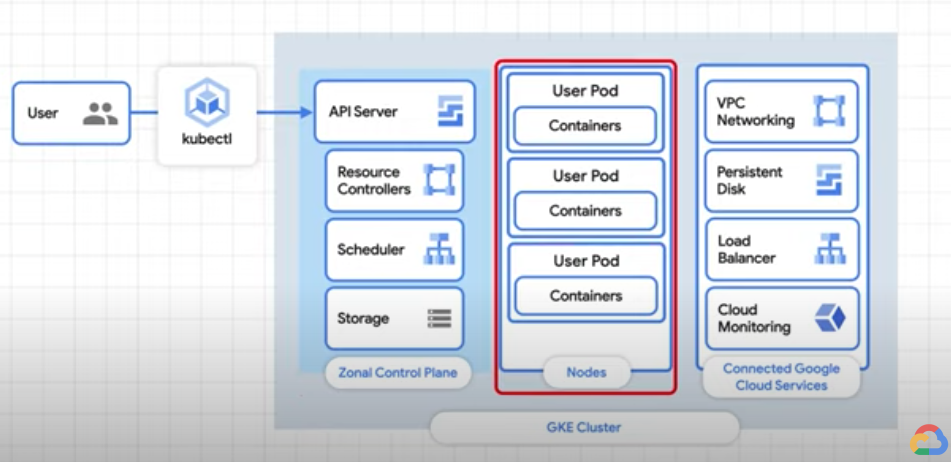 User
kubectl
API Server
Resource
Controllers
Scheduler
Storage
Zonal Control Plane
User Pod
Containers
User Pod
Containers
User Pod
Containers
Nodes
VPC
Networking
Persistent
Disk
Load
Balancer
Cloud
Monitoring
Connected Google
Cloud Services
GKE Cluster